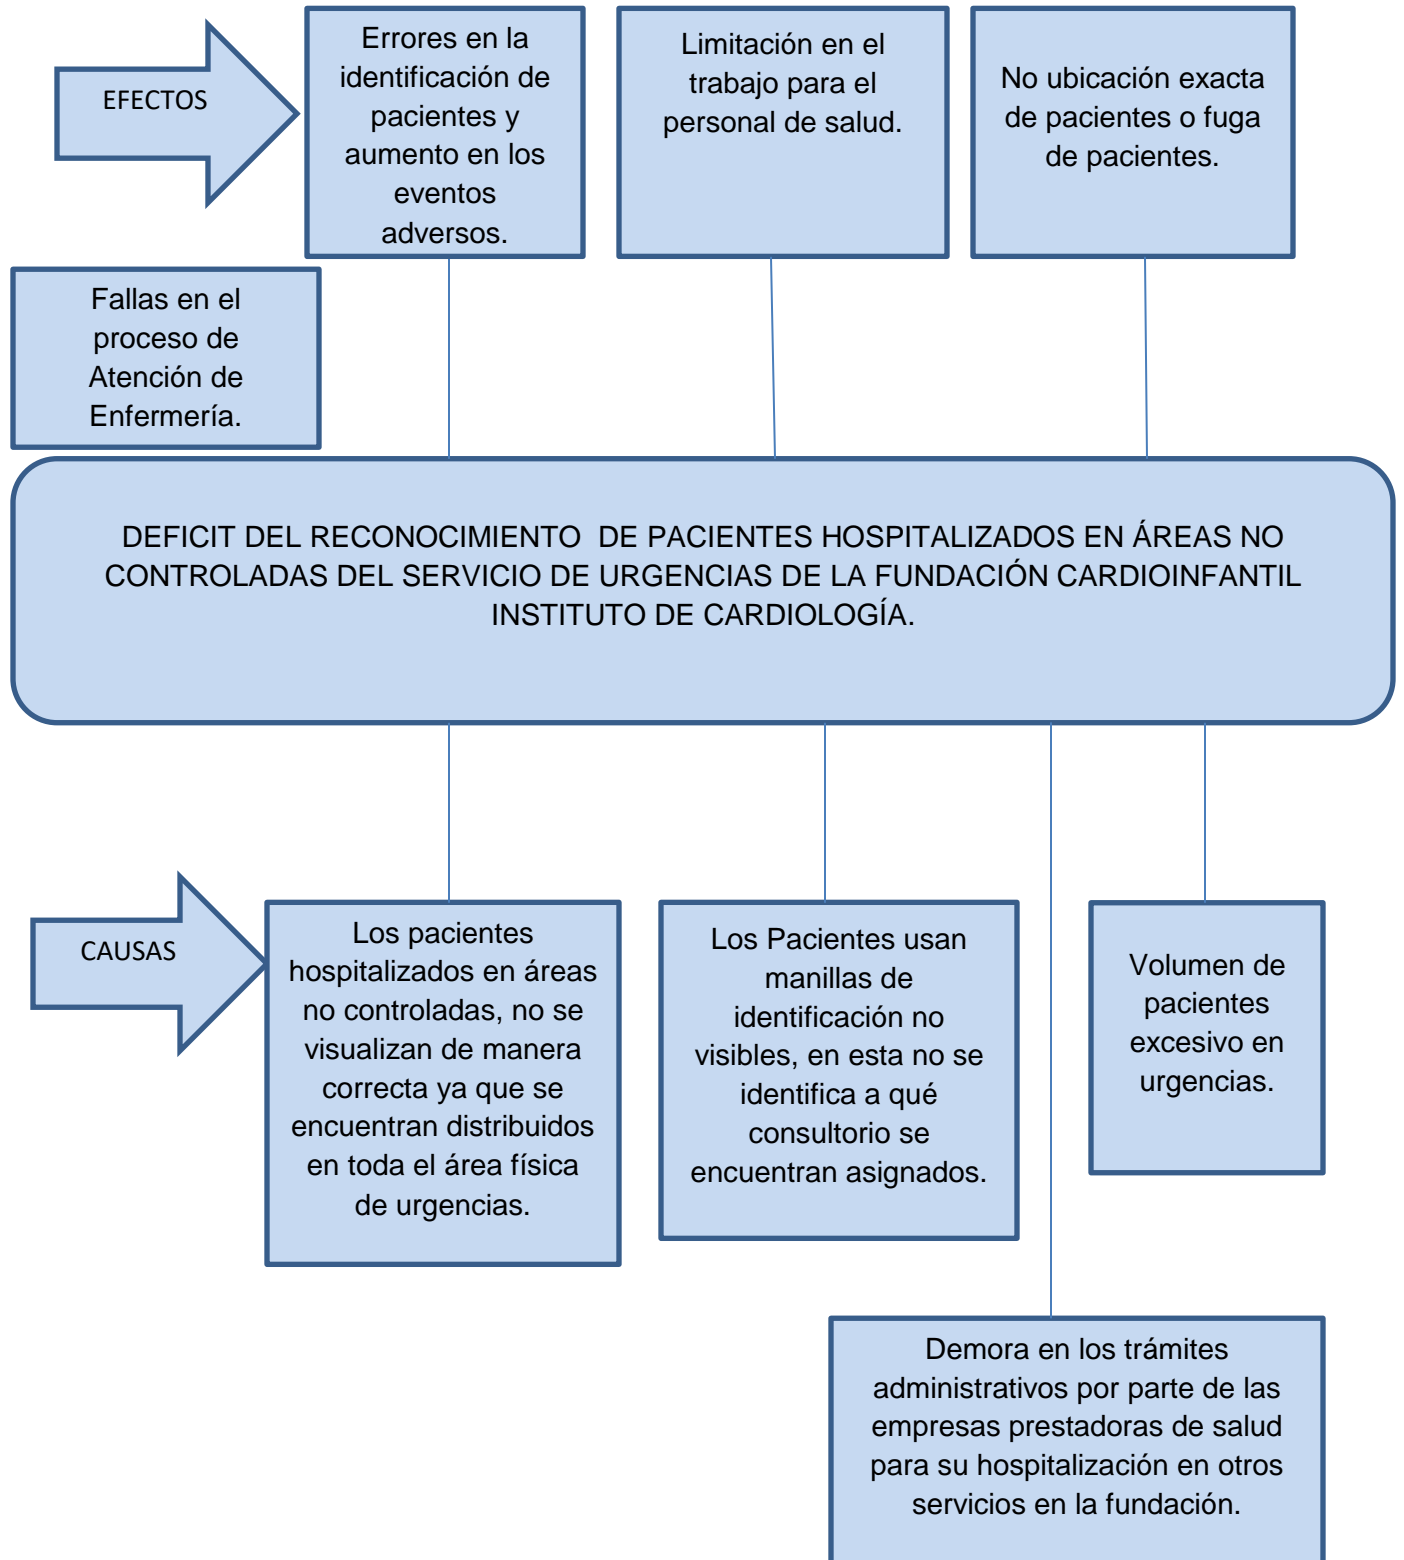 EFECTOS
Errores en la
identificación de
pacientes y
aumento en los
eventos
adversos.
Limitación en el
trabajo para el
personal de salud.
No ubicación exacta
de pacientes o fuga
de pacientes.
Fallas en el
proceso de
Atención de
Enfermería.
DEFICIT DEL RECONOCIMIENTO  DE PACIENTES HOSPITALIZADOS EN ÁREAS NO
CONTROLADAS DEL SERVICIO DE URGENCIAS DE LA FUNDACIÓN CARDIOINFANTIL
INSTITUTO DE CARDIOLOGÍA.
CAUSAS
Los pacientes
hospitalizados en áreas
no controladas, no se
visualizan de manera
correcta ya que se
encuentran distribuidos
en toda el área física
de urgencias.
Los Pacientes usan
manillas de
identificación no
visibles, en esta no se
identifica a qué
consultorio se
encuentran asignados.
Volumen de
pacientes
excesivo en
urgencias.
Demora en los trámites
administrativos por parte de las
empresas prestadoras de salud
para su hospitalización en otros
servicios en la fundación.